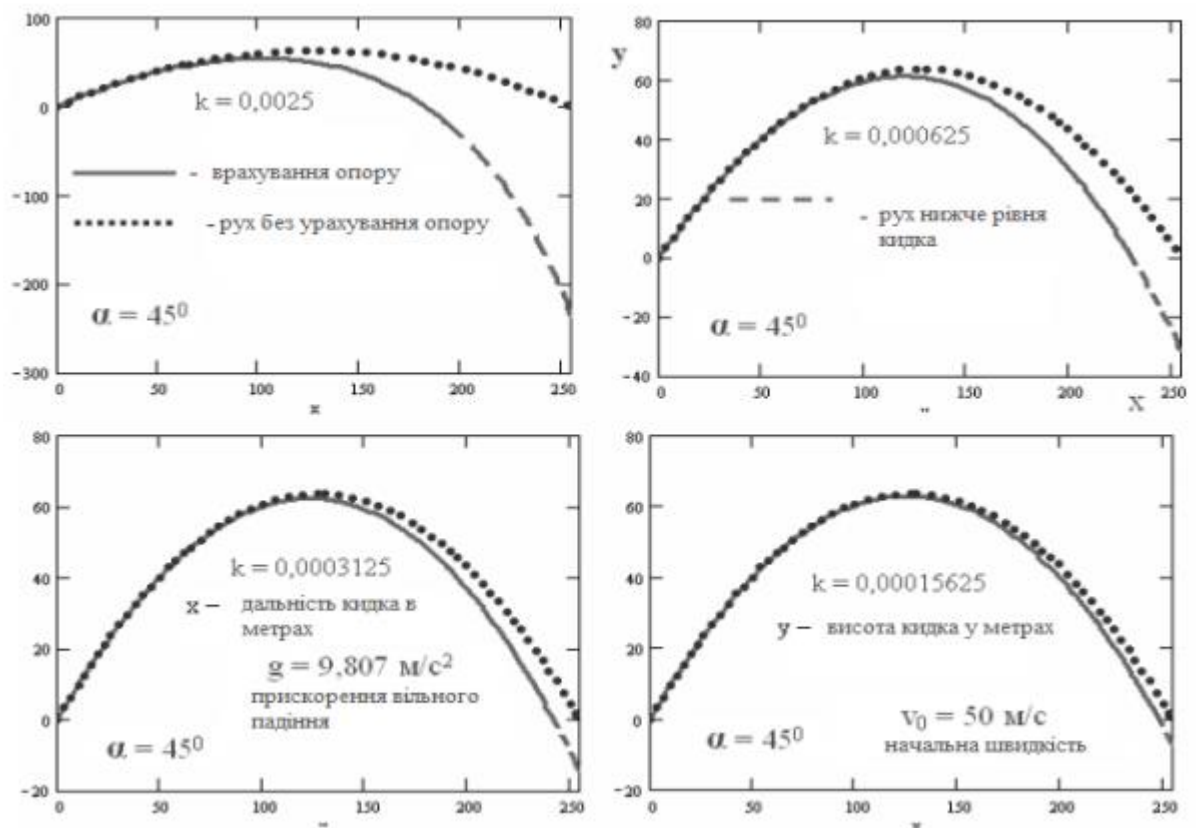 100
0
-100
-200
-300
k = 0,0025
- врахування опору
- рух без урахування опору
α = 45⁰
0
50
100
150
200
250
80
60
40
20
0
-20
-40
k = 0,000625
- рух нижче рівня
кидка
α = 45⁰
0
50
100
150
200
250
X
80
60
40
20
0
-20
k = 0,0003125
x – дальність кидка в
метрах
g = 9,807 м/с²
прискорення вільного
падіння
α = 45⁰
0
50
100
150
200
250
80
60
40
20
0
-20
k = 0,00015625
y – висота кидка у метрах
v₀ = 50 м/с
начальна швидкість
α = 45⁰
0
50
100
150
200
250